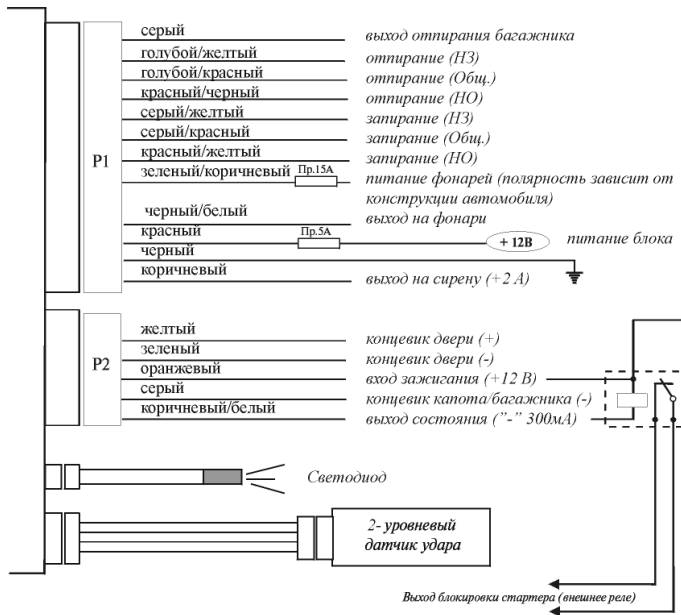 серый выход отпирания багажника
голубой/желтый отпирание (НЗ)
голубой/красный отпирание (Общ.)
красный/черный отпирание (НО)
серый/желтый запирание (НЗ)
серый/красный запирание (Общ.)
красный/желтый запирание (НО)
P1
зеленый/коричневый Пр.15А питание фонарей (полярность зависит от
конструкции автомобиля)
черный/белый выход на фонари
красный Пр.5А + 12В питание блока
черный
коричневый выход на сирену (+2 А)
желтый концевик двери (+)
зеленый концевик двери (-)
P2
оранжевый вход зажигания (+12 В)
серый концевик капота/багажника (-)
коричневый/белый выход состояния ("-" 300мА)
Светодиод
2- уровневый
датчик удара
Выход блокировки стартера (внешнее реле)